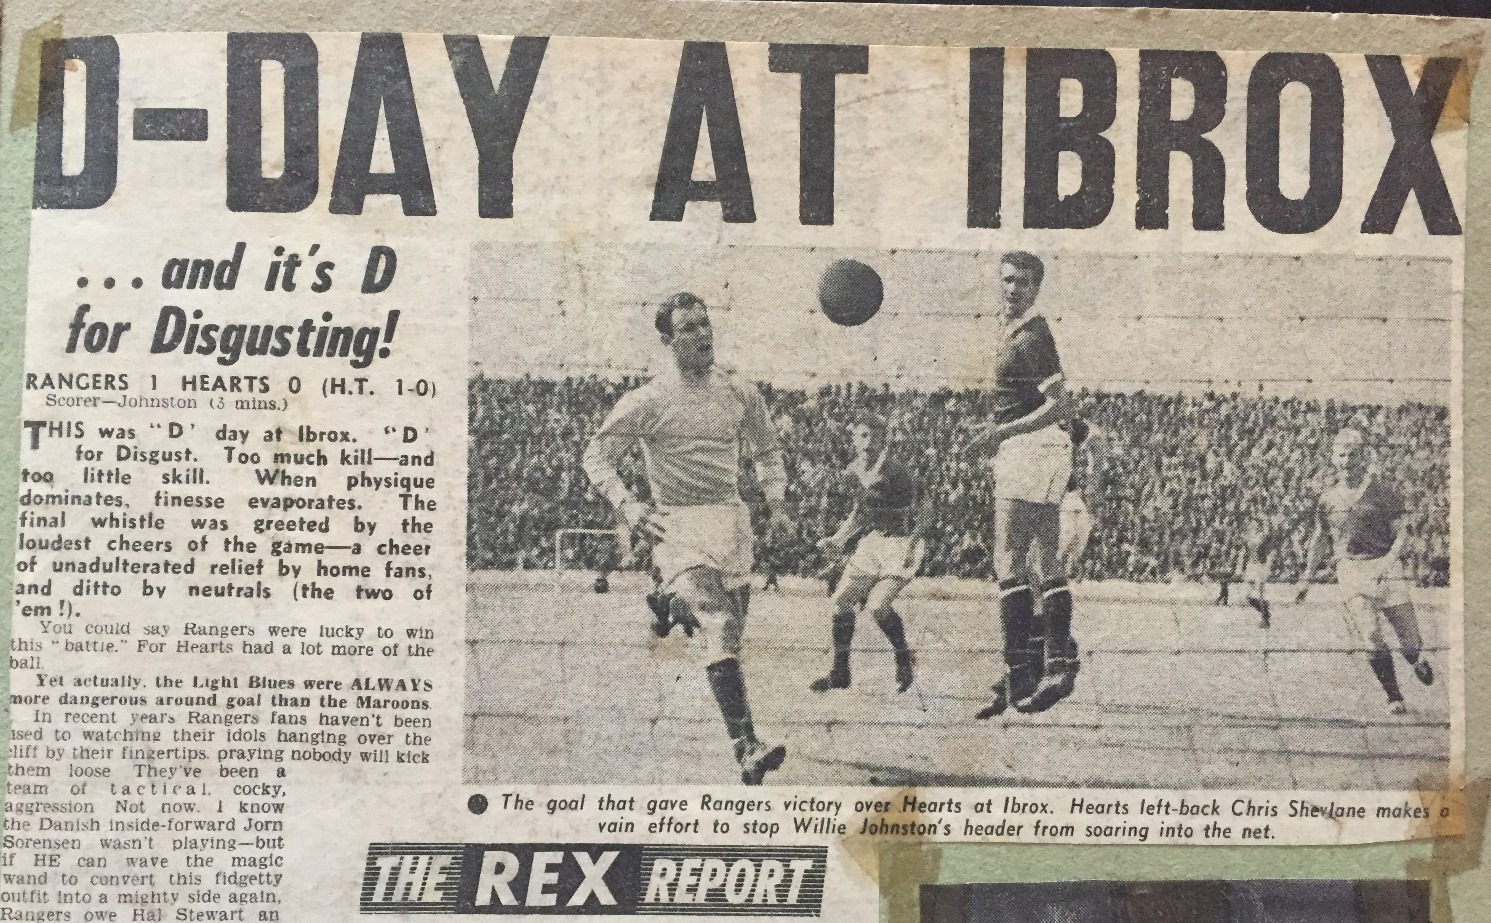 D-DAY AT IBROX
... and it's D
for Disgusting!
RANGERS 1 HEARTS 0 (H.T. 1-0)
Scorer—Johnston (3 mins.)
THIS was "D' day at Ibrox. "D'
for Disgust. Too much kill—and
too little skill. When physique
dominates, finesse evaporates. The
final whistle was greeted by the
loudest cheers of the game—a cheer
of unadulterated relief by home fans,
and ditto by neutrals (the two of
'em!).
You could say Rangers were lucky to win
this "battle." For Hearts had a lot more of the
ball.
Yet actually, the Light Blues were ALWAYS
more dangerous around goal than the Maroons.
In recent years Rangers fans haven't been
used to watching their idols hanging over the
cliff by their fingertips, praying nobody will kick
them loose They've been a
team of tactical, cocky,
aggression Not now. I know
the Danish inside-forward Jorn
Sorensen wasn't playing—but
if HE can wave the magic
wand to convert this fidgetty
outfit into a mighty side again,
Rangers owe Hal Stewart an
The goal that gave Rangers victory over Hearts at Ibrox. Hearts left-back Chris Shevlane makes a
vain effort to stop Willie Johnston's header from soaring into the net.
THE REX REPORT